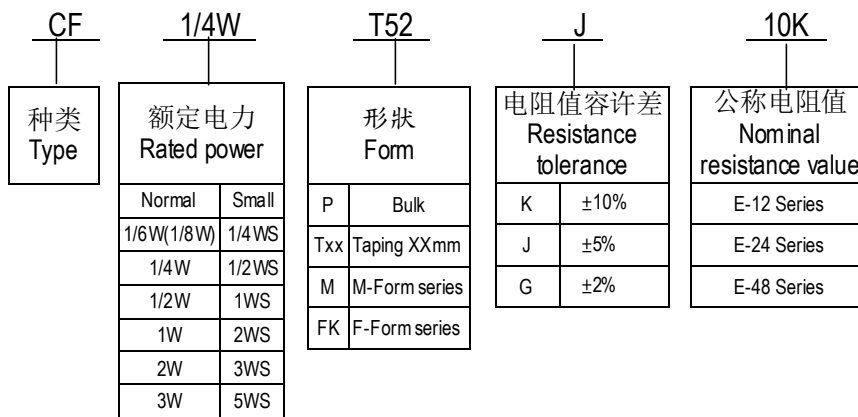 CF 1/4W T52 J 10K
种类
Type
额定电力
Rated power
Normal Small
1/6W(1/8W) 1/4WS
1/4W 1/2WS
1/2W 1WS
1W 2WS
2W 3WS
3W 5WS
形狀
Form
P Bulk
Txx Taping XXmm
M M-Form series
FK F-Form series
电阻值容许差
Resistance
tolerance
K ±10%
J ±5%
G ±2%
公称电阻值
Nominal
resistance value
E-12 Series
E-24 Series
E-48 Series